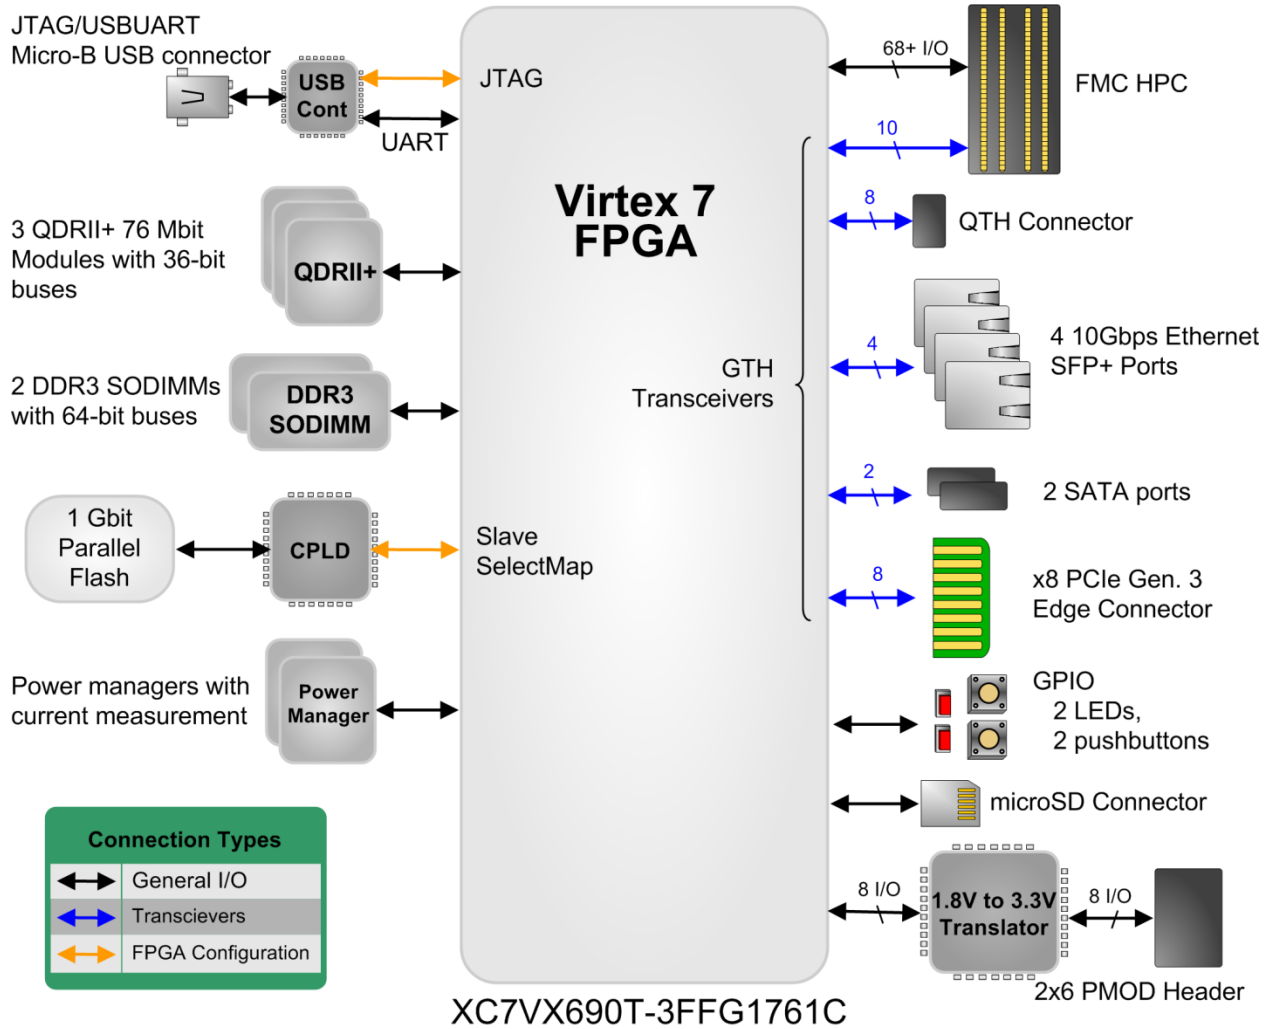 JTAG/USBUART
Micro-B USB connector
USB
Cont
JTAG
UART
Virtex 7
FPGA
3 QDRII+ 76 Mbit
Modules with 36-bit
buses
QDRII+
2 DDR3 SODIMMs
with 64-bit buses
DDR3
SODIMM
1 Gbit
Parallel
Flash
CPLD
Slave
SelectMap
Power managers with
current measurement
Power
Manager
Connection Types
General I/O
Transcievers
FPGA Configuration
GTH
Transceivers
68+ I/O
FMC HPC
10
8
QTH Connector
4
4 10Gbps Ethernet
SFP+ Ports
2
2 SATA ports
8
x8 PCIe Gen. 3
Edge Connector
GPIO
2 LEDs,
2 pushbuttons
microSD Connector
8 I/O
1.8V to 3.3V
Translator
8 I/O
2x6 PMOD Header
XC7VX690T-3FFG1761C